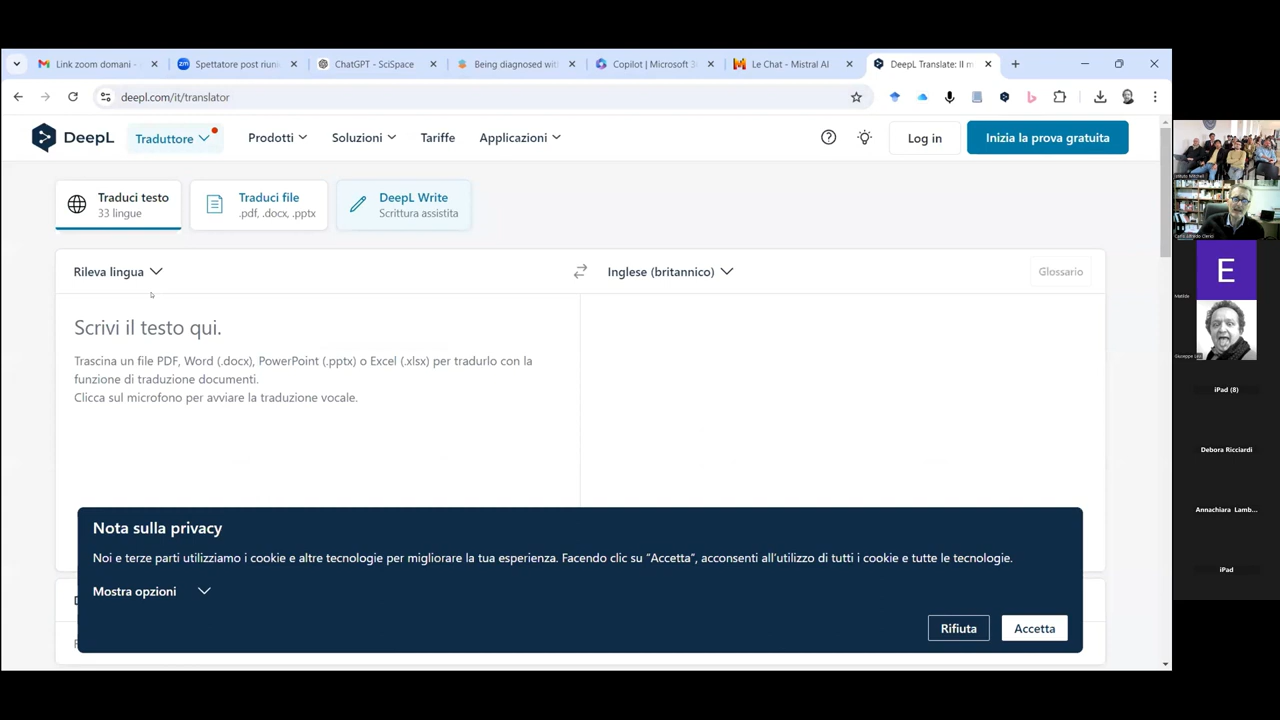 Link zoom domani -
Spettatore post riuni
ChatGPT - SciSpace
Being diagnosed wit
Copilot | Microsoft 3
Le Chat - Mistral AI
DeepL Translate: Il m
deepl.com/it/translator
DeepL
Traduttore
Prodotti
Soluzioni
Tariffe
Applicazioni
Log in
Inizia la prova gratuita
Traduci testo
33 lingue
Traduci file
.pdf, .docx, .pptx
DeepL Write
Scrittura assistita
Rileva lingua
Inglese (britannico)
Glossario
Scrivi il testo qui.
Trascina un file PDF, Word (.docx), PowerPoint (.pptx) o Excel (.xlsx) per tradurlo con la
funzione di traduzione documenti.
Clicca sul microfono per avviare la traduzione vocale.
Nota sulla privacy
Noi e terze parti utilizziamo i cookie e altre tecnologie per migliorare la tua esperienza. Facendo clic su “Accetta”, acconsenti all’utilizzo di tutti i cookie e tutte le tecnologie.
Mostra opzioni
Rifiuta
Accetta
E
Matilde
iPad (8)
Debora Ricciardi
Annachiara Lamb...
iPad